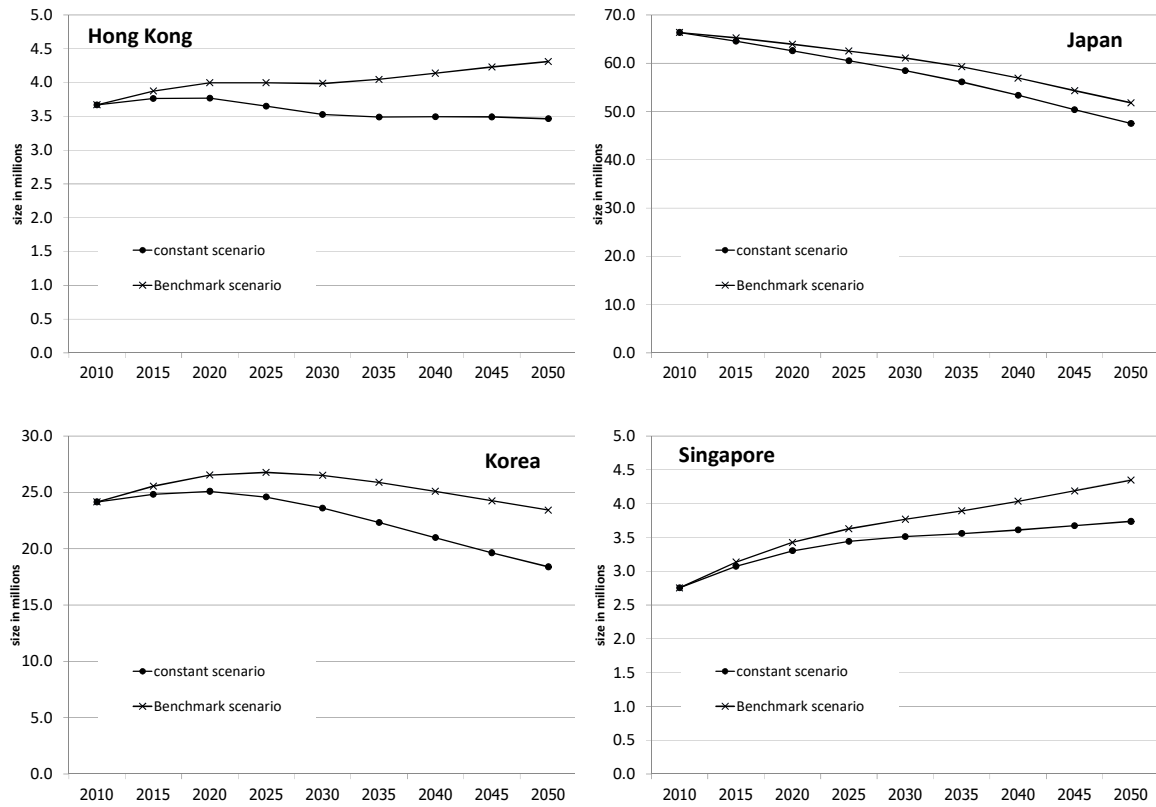 Hong Kong
5.0
4.5
4.0
3.5
3.0
2.5
2.0
1.5
1.0
0.5
0.0
size in millions
constant scenario
Benchmark scenario
2010 2015 2020 2025 2030 2035 2040 2045 2050
Japan
70.0
60.0
50.0
40.0
30.0
20.0
10.0
0.0
size in millions
constant scenario
Benchmark scenario
2010 2015 2020 2025 2030 2035 2040 2045 2050
Korea
30.0
25.0
20.0
15.0
10.0
5.0
0.0
size in millions
constant scenario
Benchmark scenario
2010 2015 2020 2025 2030 2035 2040 2045 2050
Singapore
5.0
4.5
4.0
3.5
3.0
2.5
2.0
1.5
1.0
0.5
0.0
size in millions
constant scenario
Benchmark scenario
2010 2015 2020 2025 2030 2035 2040 2045 2050